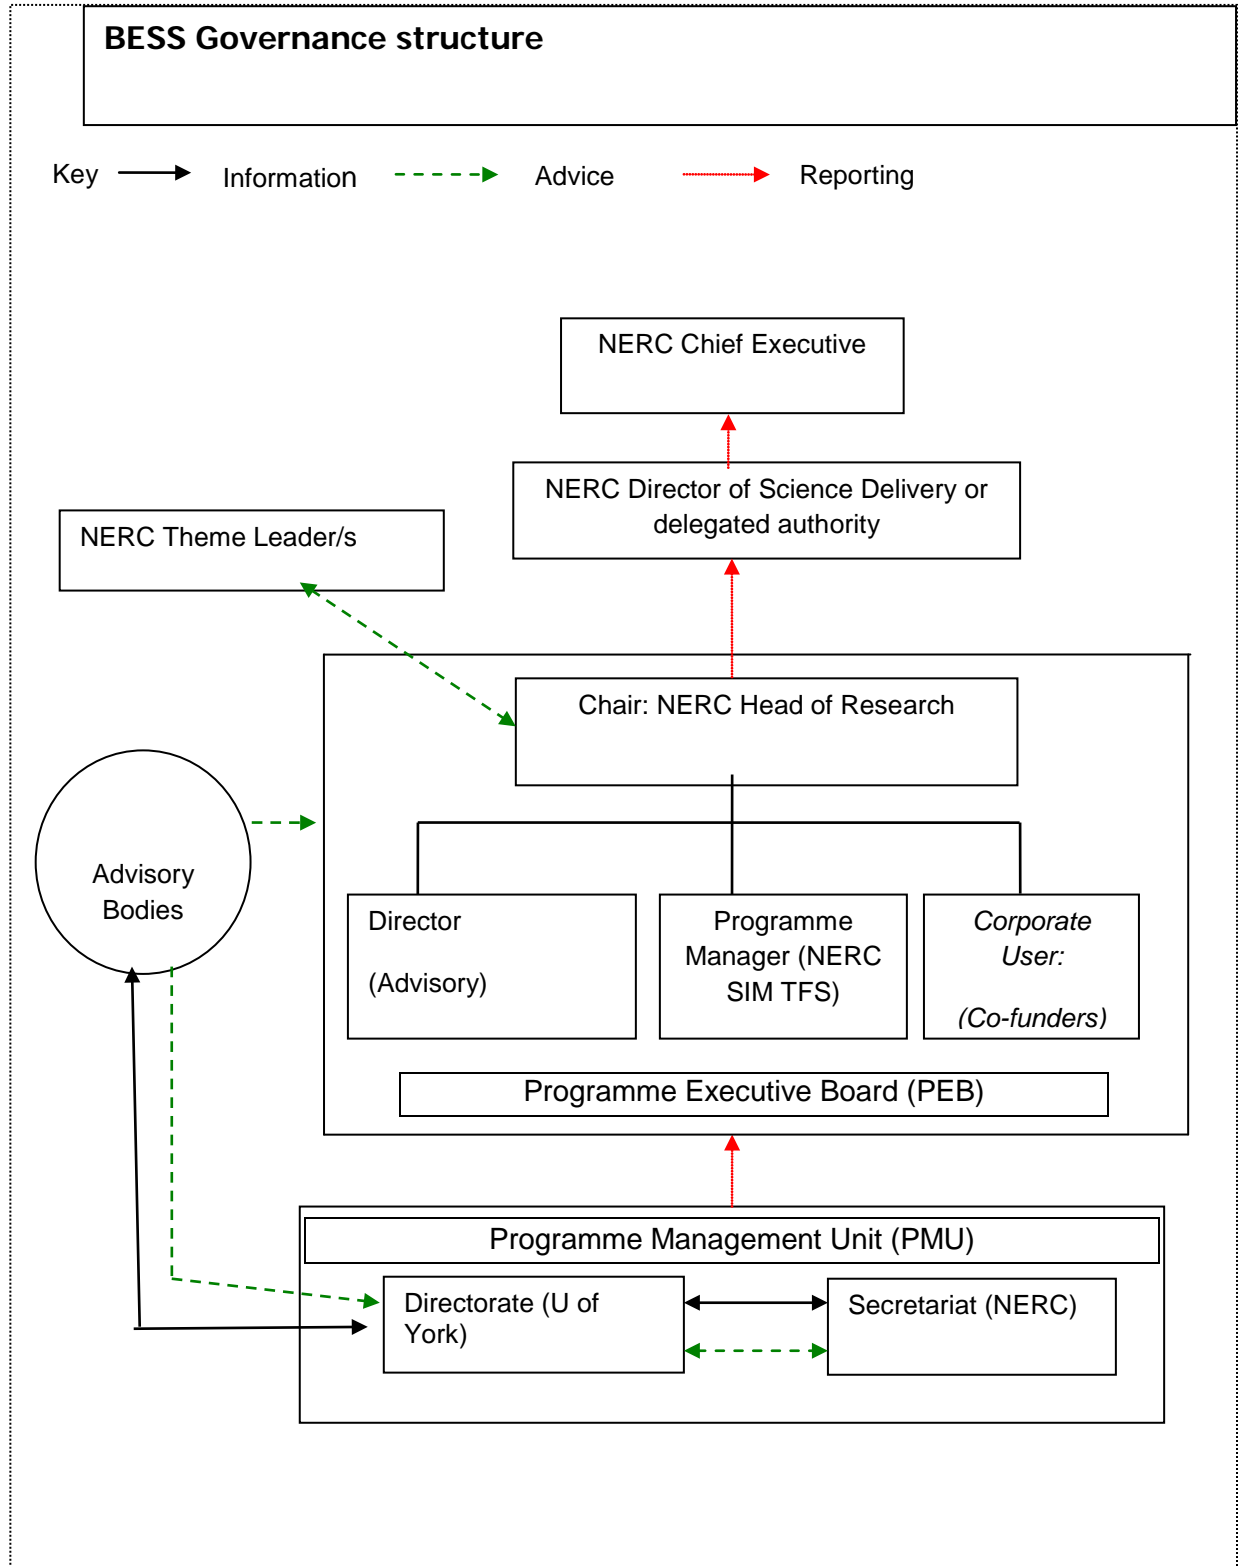 BESS Governance structure
Key Information Advice Reporting
NERC Chief Executive
NERC Director of Science Delivery or
delegated authority
NERC Theme Leader/s
Chair: NERC Head of Research
Advisory
Bodies
Director
(Advisory)
Programme
Manager (NERC
SIM TFS)
Corporate
User:
(Co-funders)
Programme Executive Board (PEB)
Programme Management Unit (PMU)
Directorate (U of
York)
Secretariat (NERC)